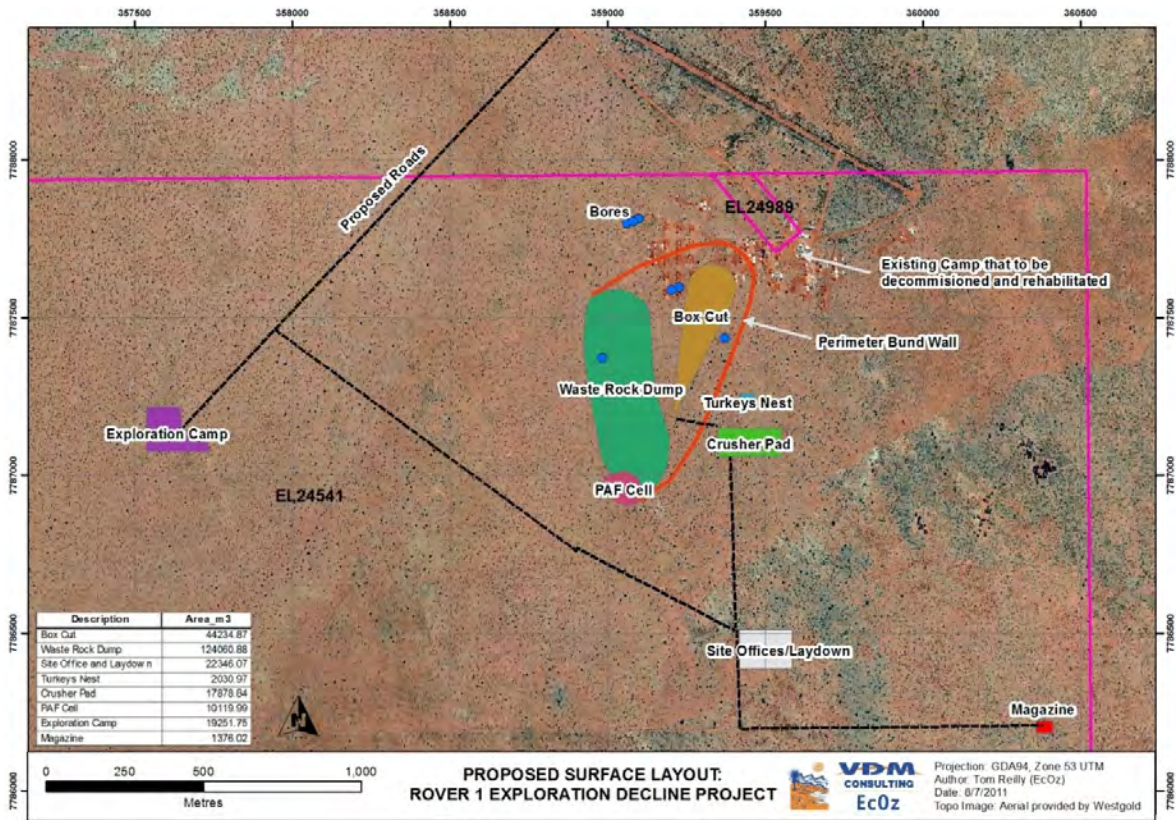 357500 358000 358500 359000 359500 360000 360500
7788000 7788000
Proposed Roads
EL24989
Bores
Existing Camp that to be
decommisioned and rehabilitated
7787500 7787500
Box Cut
Perimeter Bund Wall
Waste Rock Dump
Turkeys Nest
Exploration Camp
Crusher Pad
7787000 7787000
PAF Cell
EL24541
7786500 7786500
Description Area_m3
Box Cut 44234.87
Waste Rock Dump 124060.88
Site Office and Laydown 22346.07
Turkeys Nest 2030.97
Crusher Pad 17878.84
PAF Cell 10119.99
Exploration Camp 19251.75
Magazine 1376.02
Site Offices/Laydown
Magazine
N
7786000 7786000
0 250 500 1,000
Metres
PROPOSED SURFACE LAYOUT:
ROVER 1 EXPLORATION DECLINE PROJECT
VDM
CONSULTING
EcOz
Projection: GDA94, Zone 53 UTM
Author: Tom Reilly (EcOz)
Date: 8/7/2011
Topo Image: Aerial provided by Westgold